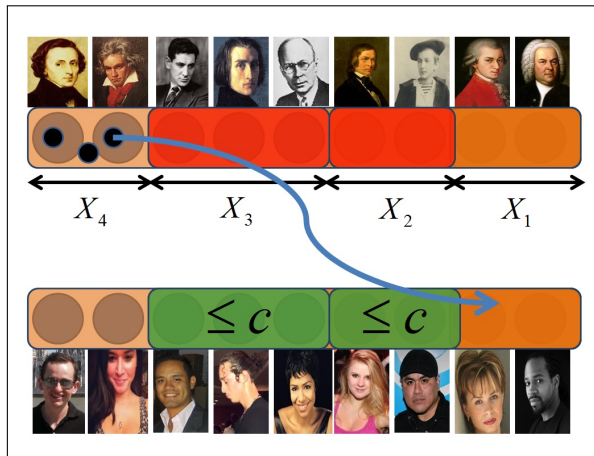 X₄ X₃ X₂ X₁
≤ c ≤ c